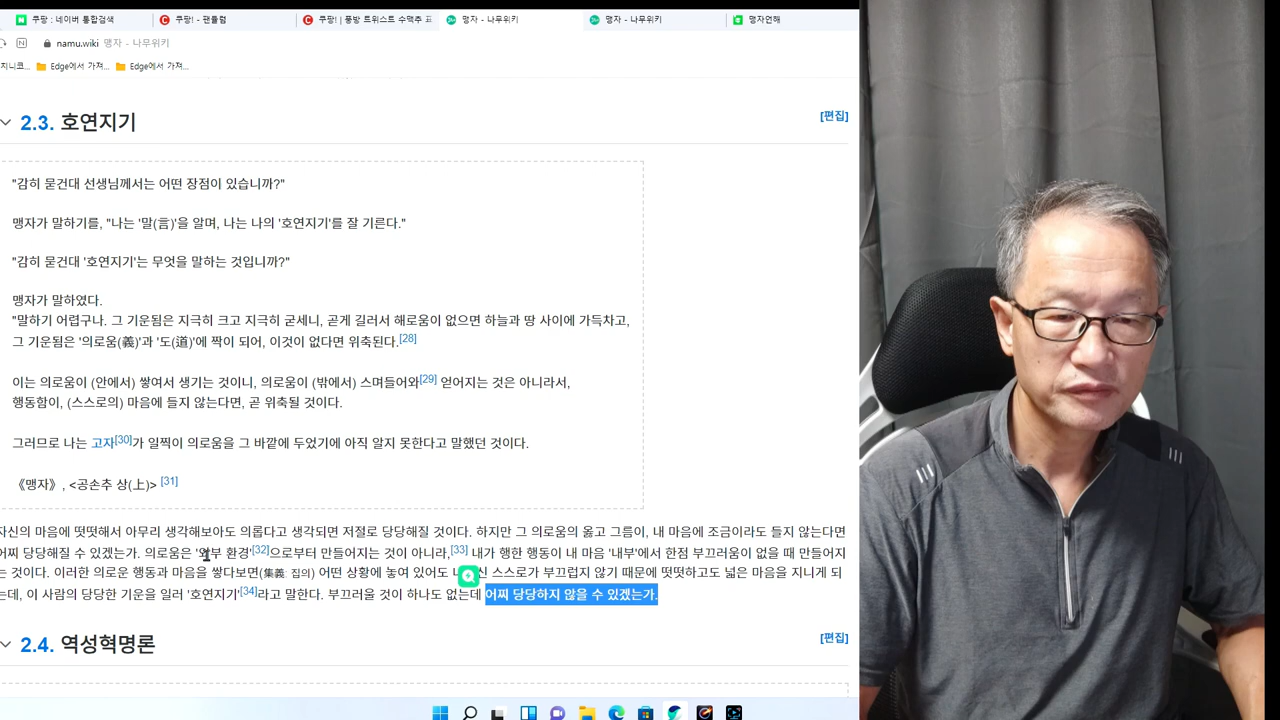 쿠팡 : 네이버 통합검색
쿠팡! - 팬플럼
쿠팡! | 풍방 트위스트 수맥추 표
맹자 - 나무위키
맹자 - 나무위키
맹자언해
namu.wiki 맹자 - 나무위키
지니코...
Edge에서 가져...
Edge에서 가져...
2.3. 호연지기
[편집]
"감히 묻건대 선생님께서는 어떤 장점이 있습니까?"
맹자가 말하기를, "나는 '말(言)'을 알며, 나는 나의 '호연지기'를 잘 기른다."
"감히 묻건대 '호연지기'는 무엇을 말하는 것입니까?"
맹자가 말하였다.
"말하기 어렵구나. 그 기운됨은 지극히 크고 지극히 굳세니, 곧게 길러서 해로움이 없으면 하늘과 땅 사이에 가득차고,
그 기운됨은 '의로움(義)'과 '도(道)'에 짝이 되어, 이것이 없다면 위축된다.[28]
이는 의로움이 (안에서) 쌓여서 생기는 것이니, 의로움이 (밖에서) 스며들어와[29] 얻어지는 것은 아니라서,
행동함이, (스스로의) 마음에 들지 않는다면, 곧 위축될 것이다.
그러므로 나는 고자[30]가 일찍이 의로움을 그 바깥에 두었기에 아직 알지 못한다고 말했던 것이다.
《맹자》, <공손추 상(上)> [31]
자신의 마음에 떳떳해서 아무리 생각해보아도 의롭다고 생각되면 저절로 당당해질 것이다. 하지만 그 의로움의 옳고 그름이, 내 마음에 조금이라도 들지 않는다면
어찌 당당해질 수 있겠는가. 의로움은 '외부 환경'[32]으로부터 만들어지는 것이 아니라,[33] 내가 행한 행동이 내 마음 '내부'에서 한점 부끄러움이 없을 때 만들어지
는 것이다. 이러한 의로운 행동과 마음을 쌓다보면(集義: 집의) 어떤 상황에 놓여 있어도 신 스스로가 부끄럽지 않기 때문에 떳떳하고도 넓은 마음을 지니게 되
는데, 이 사람의 당당한 기운을 일러 '호연지기'[34]라고 말한다. 부끄러울 것이 하나도 없는데 어찌 당당하지 않을 수 있겠는가.
2.4. 역성혁명론
[편집]